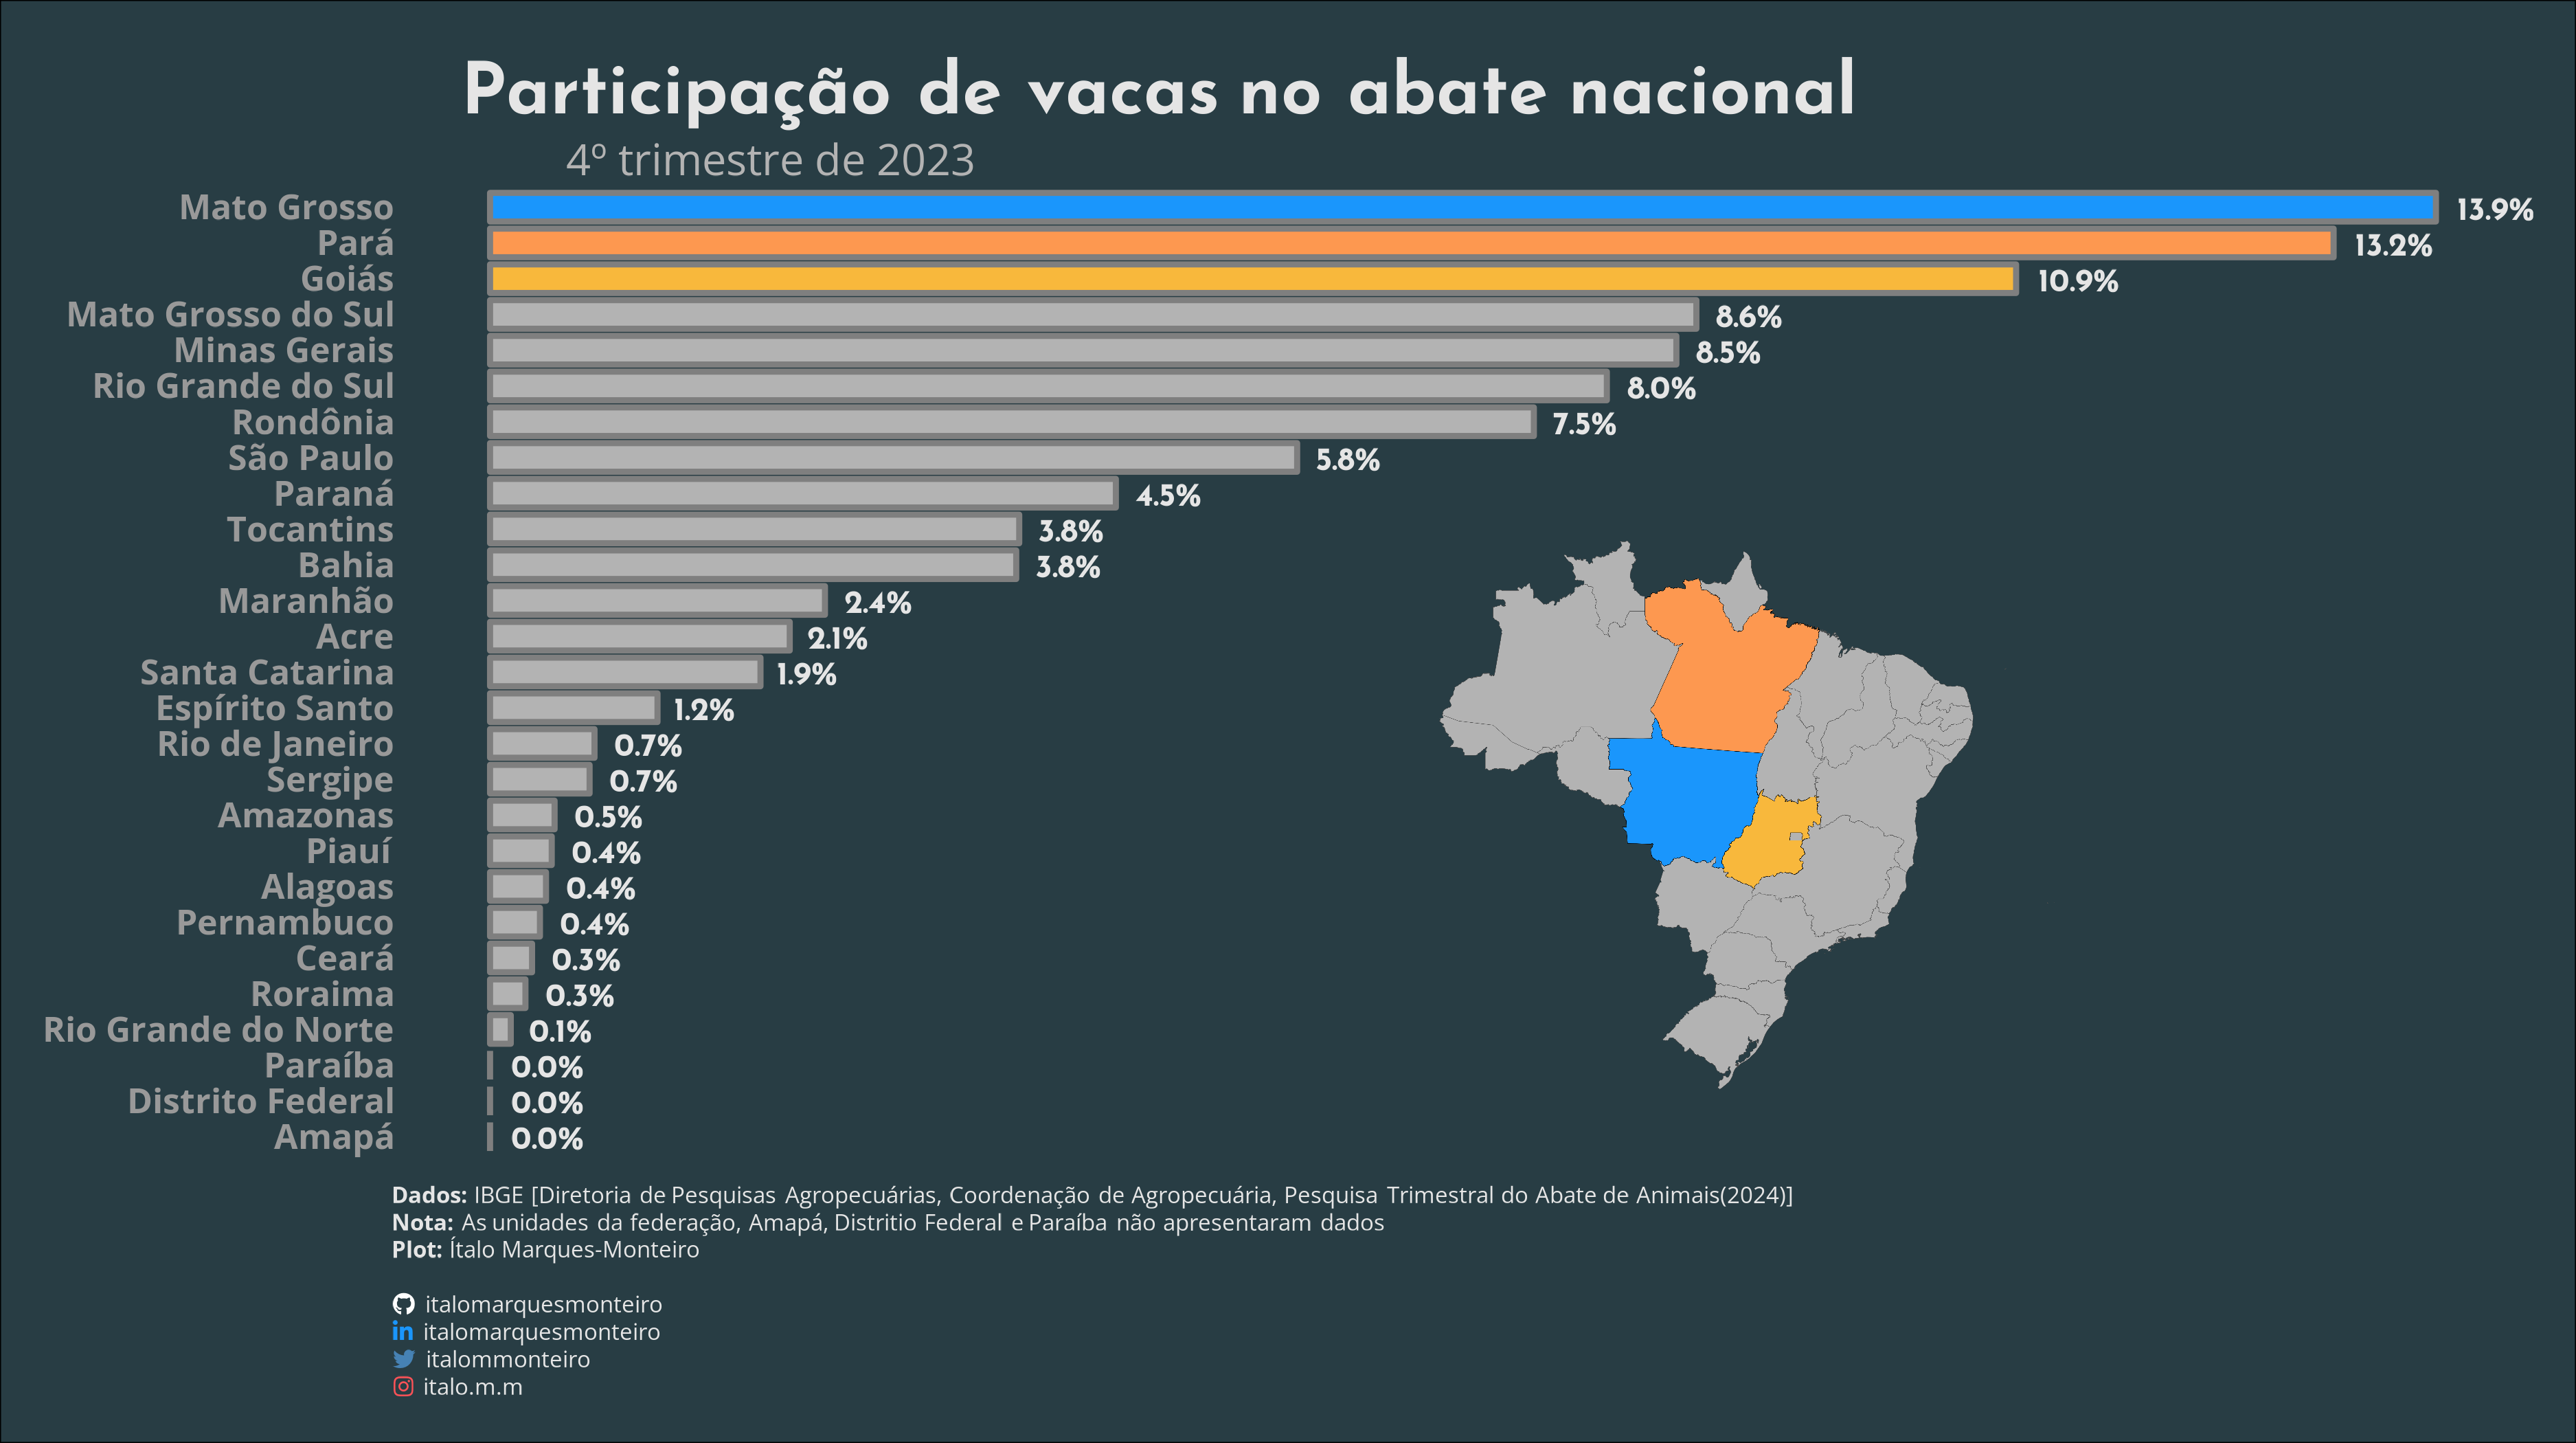 Participação de vacas no abate nacional
4º trimestre de 2023
Mato Grosso 13.9%
Pará 13.2%
Goiás 10.9%
Mato Grosso do Sul 8.6%
Minas Gerais 8.5%
Rio Grande do Sul 8.0%
Rondônia 7.5%
São Paulo 5.8%
Paraná 4.5%
Tocantins 3.8%
Bahia 3.8%
Maranhão 2.4%
Acre 2.1%
Santa Catarina 1.9%
Espírito Santo 1.2%
Rio de Janeiro 0.7%
Sergipe 0.7%
Amazonas 0.5%
Piauí 0.4%
Alagoas 0.4%
Pernambuco 0.4%
Ceará 0.3%
Roraima 0.3%
Rio Grande do Norte 0.1%
Paraíba 0.0%
Distrito Federal 0.0%
Amapá 0.0%
Dados: IBGE [Diretoria de Pesquisas Agropecuárias, Coordenação de Agropecuária, Pesquisa Trimestral do Abate de Animais(2024)]
Nota: As unidades da federação, Amapá, Distritio Federal e Paraíba não apresentaram dados
Plot: Ítalo Marques-Monteiro
italomarquesmonteiro
in italomarquesmonteiro
italommonteiro
italo.m.m